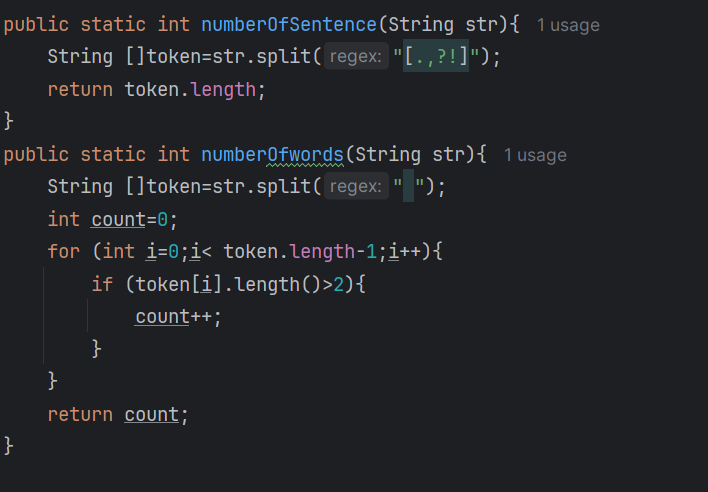 public static int numberOfSentence(String str){ 1 usage
    String []token=str.split( regex: "[.,?!]");
    return token.length;
}
public static int numberOfwords(String str){ 1 usage
    String []token=str.split( regex: " ");
    int count=0;
    for (int i=0;i< token.length-1;i++){
        if (token[i].length()>2){
            count++;
        }
    }
    return count;
}